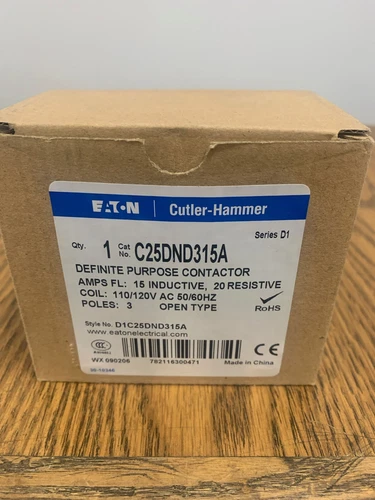 EATON Cutler-Hammer
Series D1
Qty. 1 Cat No. C25DND315A
DEFINITE PURPOSE CONTACTOR
AMPS FL: 15 INDUCTIVE, 20 RESISTIVE
COIL: 110/120V AC 50/60HZ
POLES: 3 OPEN TYPE
RoHS
Style No. D1C25DND315A
www.eatonelectrical.com
WX 090206 782116300471 Made in China